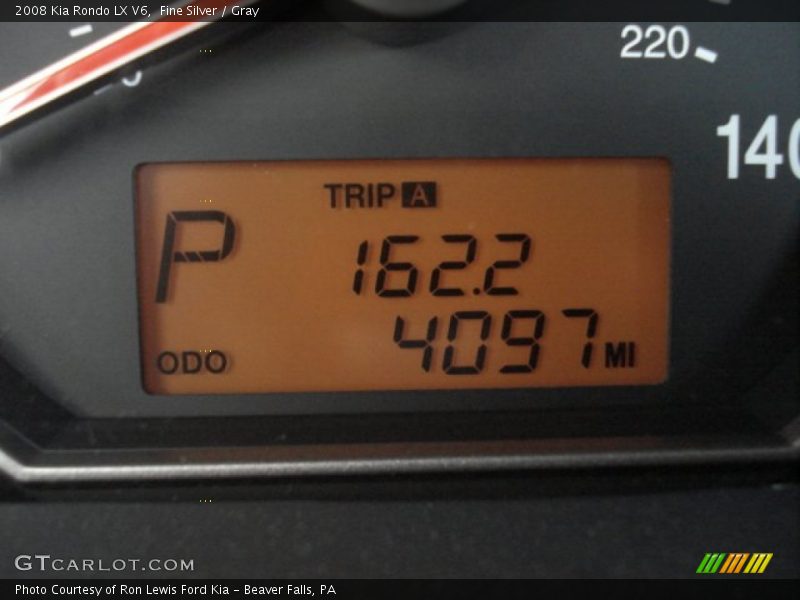 2008 Kia Rondo LX V6,  Fine Silver / Gray
220
140
TRIP A
P
162.2
4097 MI
ODO
GTCARLOT.COM
Photo Courtesy of Ron Lewis Ford Kia - Beaver Falls, PA